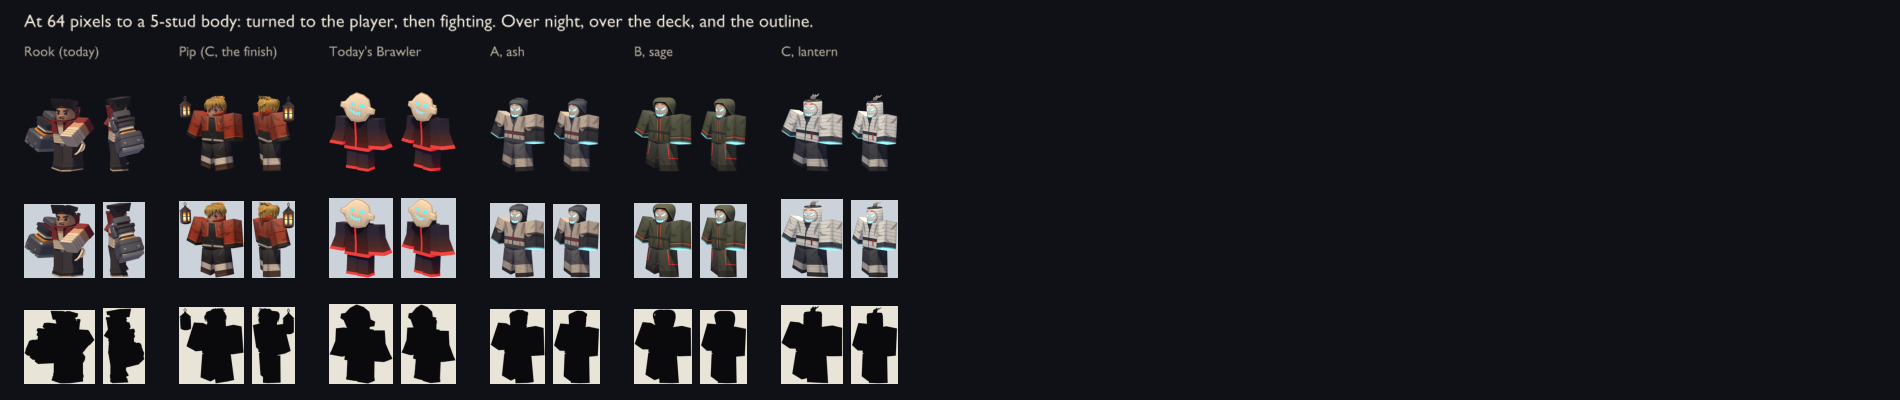 At 64 pixels to a 5-stud body: turned to the player, then fighting. Over night, over the deck, and the outline.
Rook (today) Pip (C, the finish) Today's Brawler A, ash B, sage C, lantern